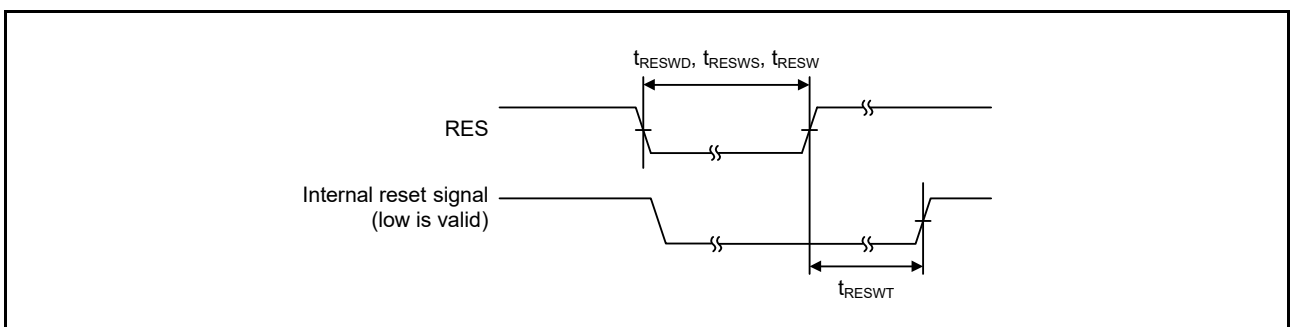 tRESWD, tRESWS, tRESW
RES
Internal reset signal
(low is valid)
tRESWT